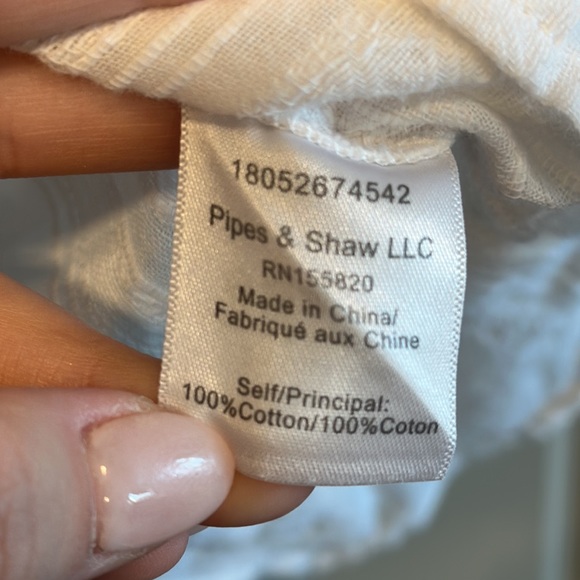 18052674542
Pipes & Shaw LLC
RN155820
Made in China/
Fabriqué aux Chine
Self/Principal:
100%Cotton/100%Coton